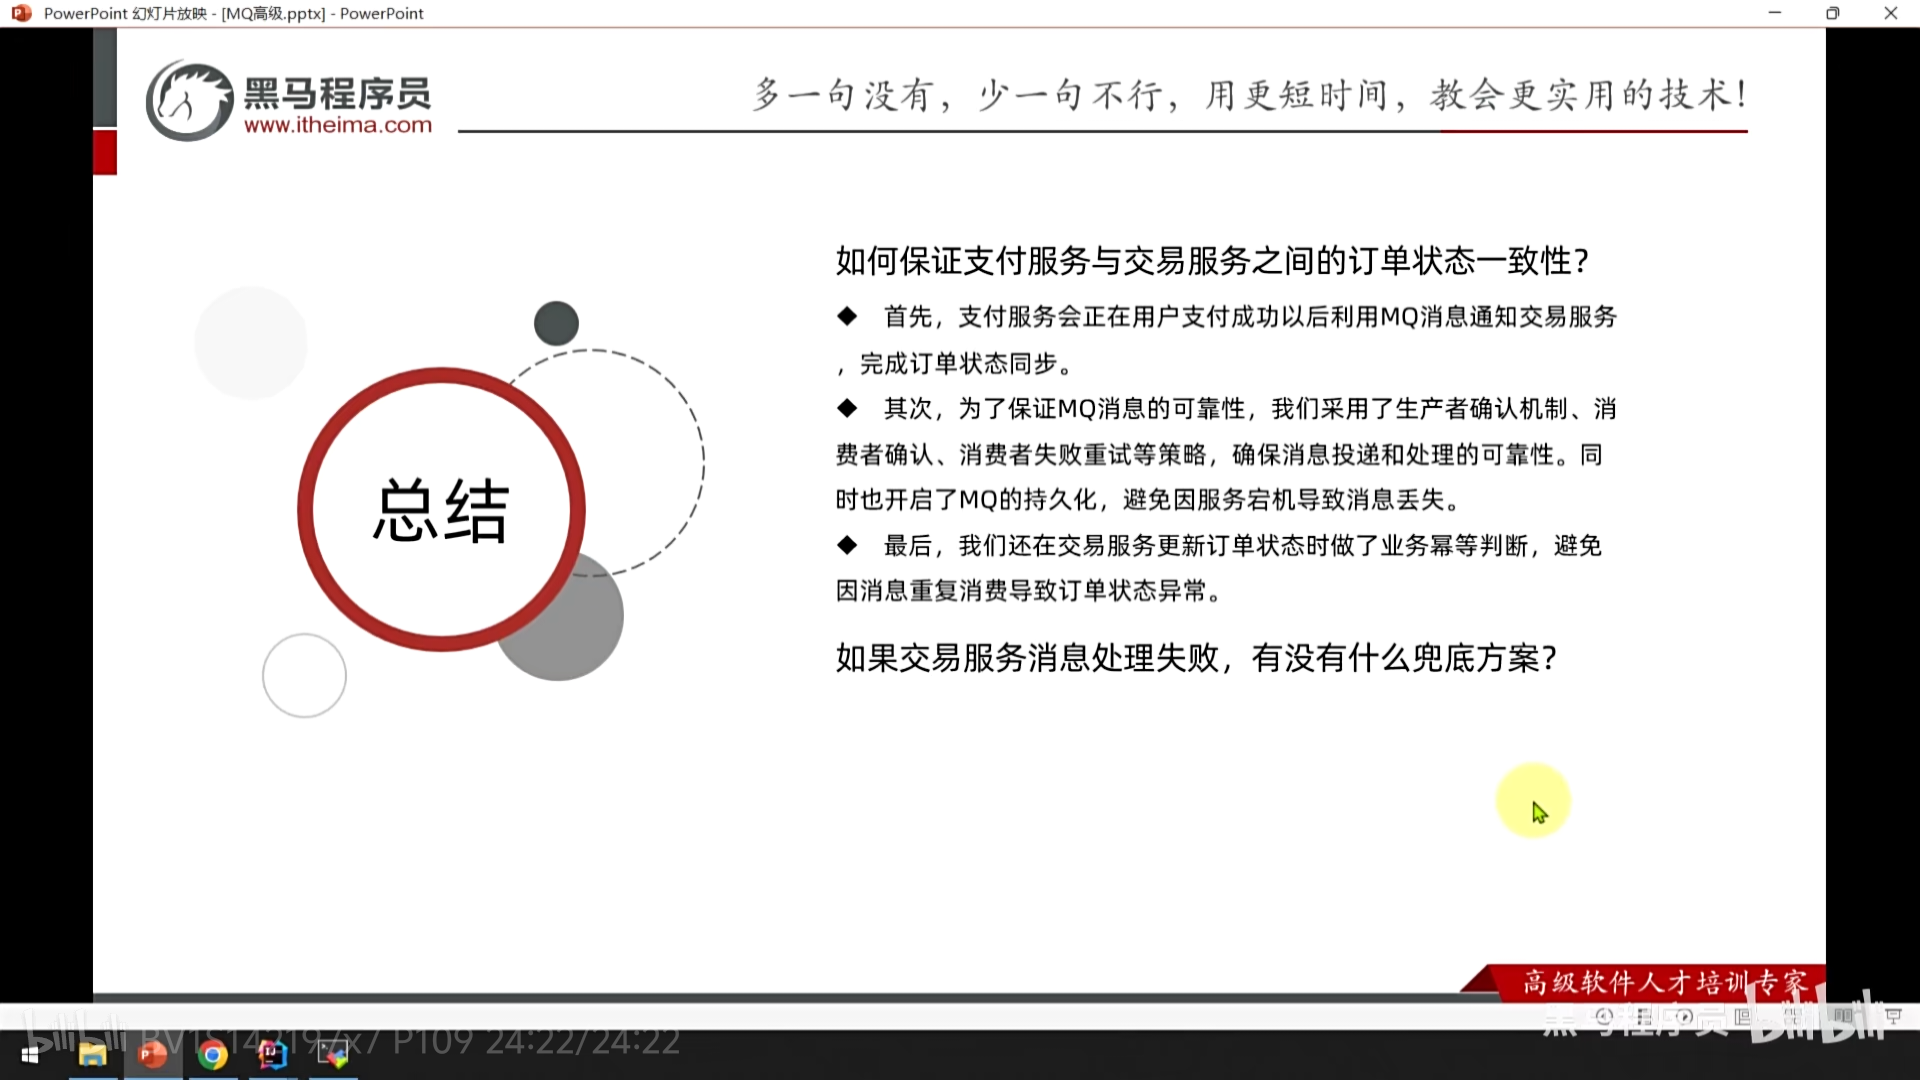 PowerPoint 幻灯片放映 - [MQ高级.pptx] - PowerPoint
黑马程序员
www.itheima.com
多一句没有，少一句不行，用更短时间，教会更实用的技术！
总结
如何保证支付服务与交易服务之间的订单状态一致性？
◆ 首先，支付服务会正在用户支付成功以后利用MQ消息通知交易服务
，完成订单状态同步。
◆ 其次，为了保证MQ消息的可靠性，我们采用了生产者确认机制、消
费者确认、消费者失败重试等策略，确保消息投递和处理的可靠性。同
时也开启了MQ的持久化，避免因服务宕机导致消息丢失。
◆ 最后，我们还在交易服务更新订单状态时做了业务幂等判断，避免
因消息重复消费导致订单状态异常。
如果交易服务消息处理失败，有没有什么兜底方案？
高级软件人才培训专家
黑马程序员 bilibili
bilibili P109 24:22/24:22